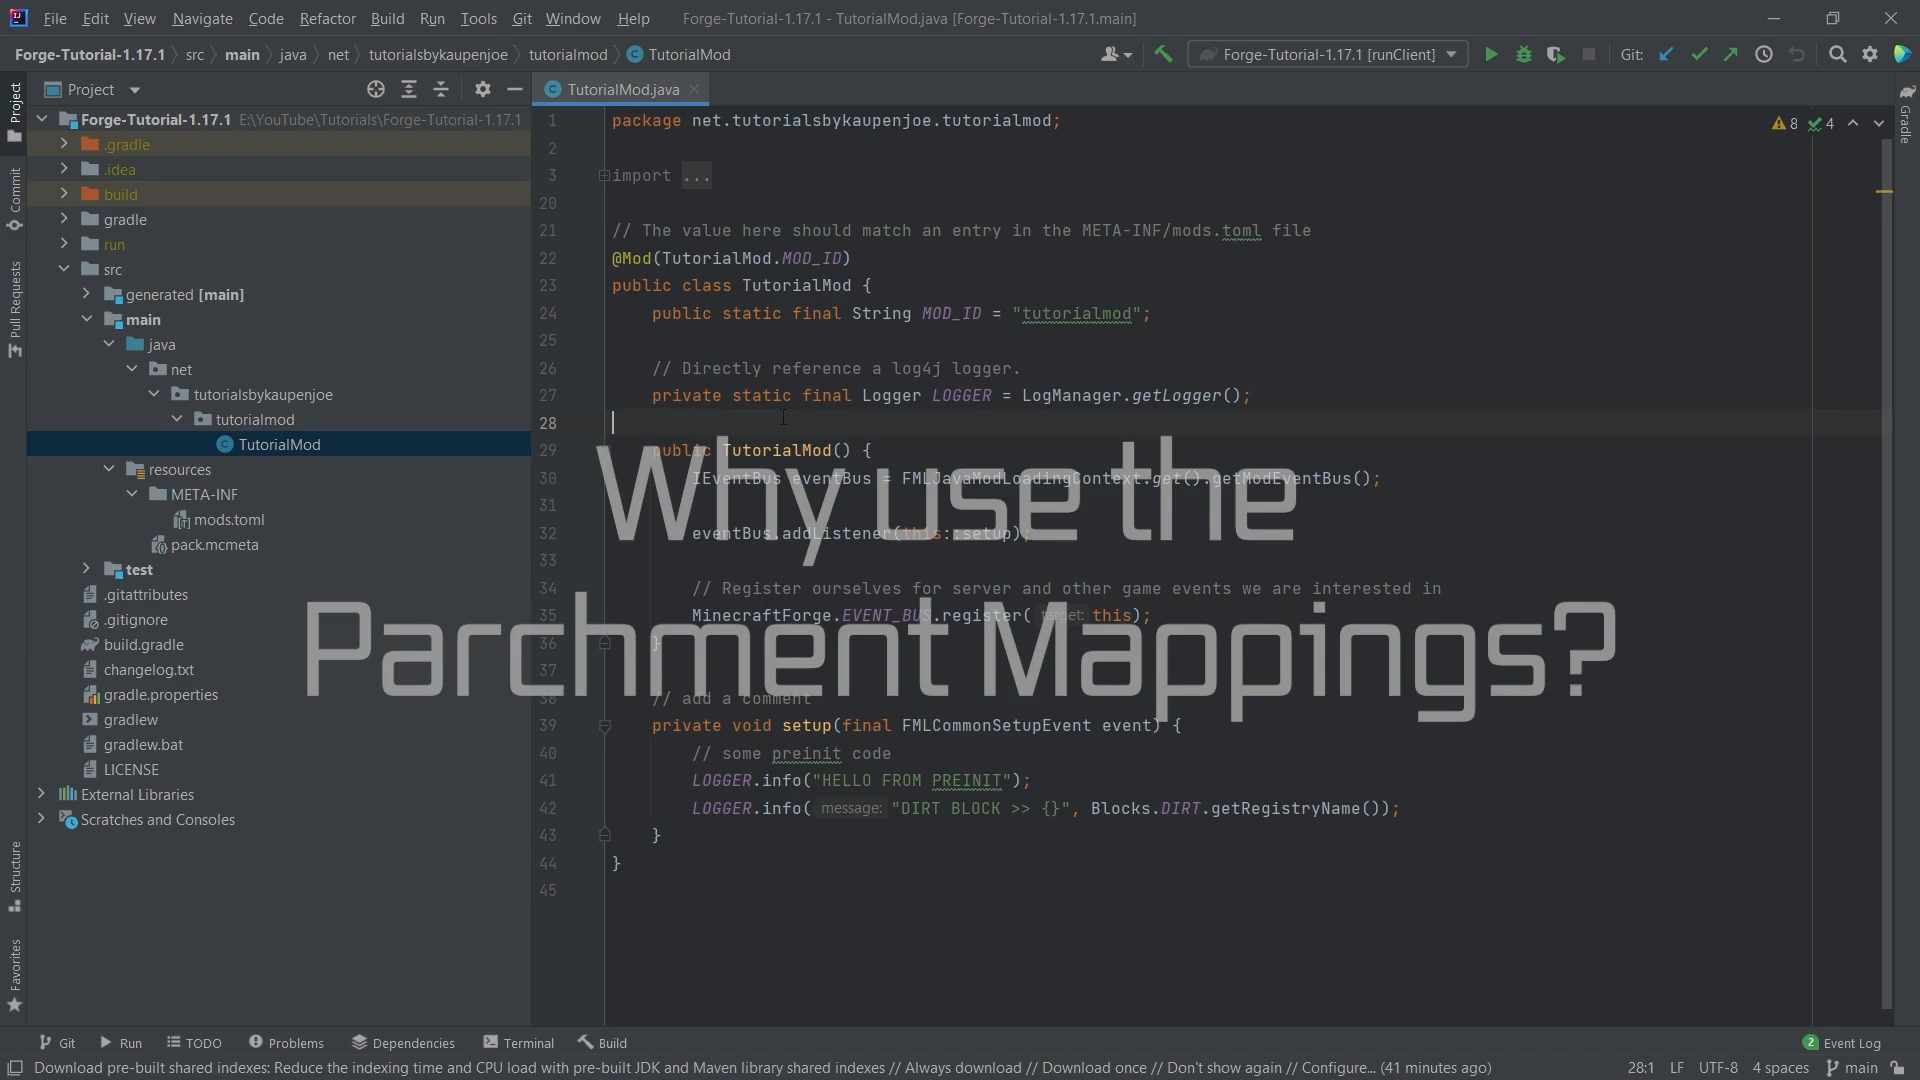 File Edit View Navigate Code Refactor Build Run Tools Git Window Help Forge-Tutorial-1.17.1 - TutorialMod.java [Forge-Tutorial-1.17.1.main]
Forge-Tutorial-1.17.1 src main java net tutorialsbykaupenjoe tutorialmod TutorialMod Forge-Tutorial-1.17.1 [runClient] Git:
Project
TutorialMod.java
Forge-Tutorial-1.17.1 E:\YouTube\Tutorials\Forge-Tutorial-1.17.1
.gradle
.idea
build
gradle
run
src
generated [main]
main
java
net
tutorialsbykaupenjoe
tutorialmod
TutorialMod
resources
META-INF
mods.toml
pack.mcmeta
test
.gitattributes
.gitignore
build.gradle
changelog.txt
gradle.properties
gradlew
gradlew.bat
LICENSE
External Libraries
Scratches and Consoles
Project
Commit
Pull Requests
Structure
Favorites
1 package net.tutorialsbykaupenjoe.tutorialmod;
2
3 import ...
20
21 // The value here should match an entry in the META-INF/mods.toml file
22 @Mod(TutorialMod.MOD_ID)
23 public class TutorialMod {
24 public static final String MOD_ID = "tutorialmod";
25
26 // Directly reference a log4j logger.
27 private static final Logger LOGGER = LogManager.getLogger();
28
29 public TutorialMod() {
30 IEventBus eventBus = FMLJavaModLoadingContext.get().getModEventBus();
31
32 eventBus.addListener(this::setup);
33
34 // Register ourselves for server and other game events we are interested in
35 MinecraftForge.EVENT_BUS.register( target: this);
36 }
37
38 // add a comment
39 private void setup(final FMLCommonSetupEvent event) {
40 // some preinit code
41 LOGGER.info("HELLO FROM PREINIT");
42 LOGGER.info( message: "DIRT BLOCK >> {}", Blocks.DIRT.getRegistryName());
43 }
44 }
45
8 4
Gradle
Why use the
Parchment Mappings?
Git Run TODO Problems Dependencies Terminal Build 2 Event Log
Download pre-built shared indexes: Reduce the indexing time and CPU load with pre-built JDK and Maven library shared indexes // Always download // Download once // Don't show again // Configure... (41 minutes ago) 28:1 LF UTF-8 4 spaces main